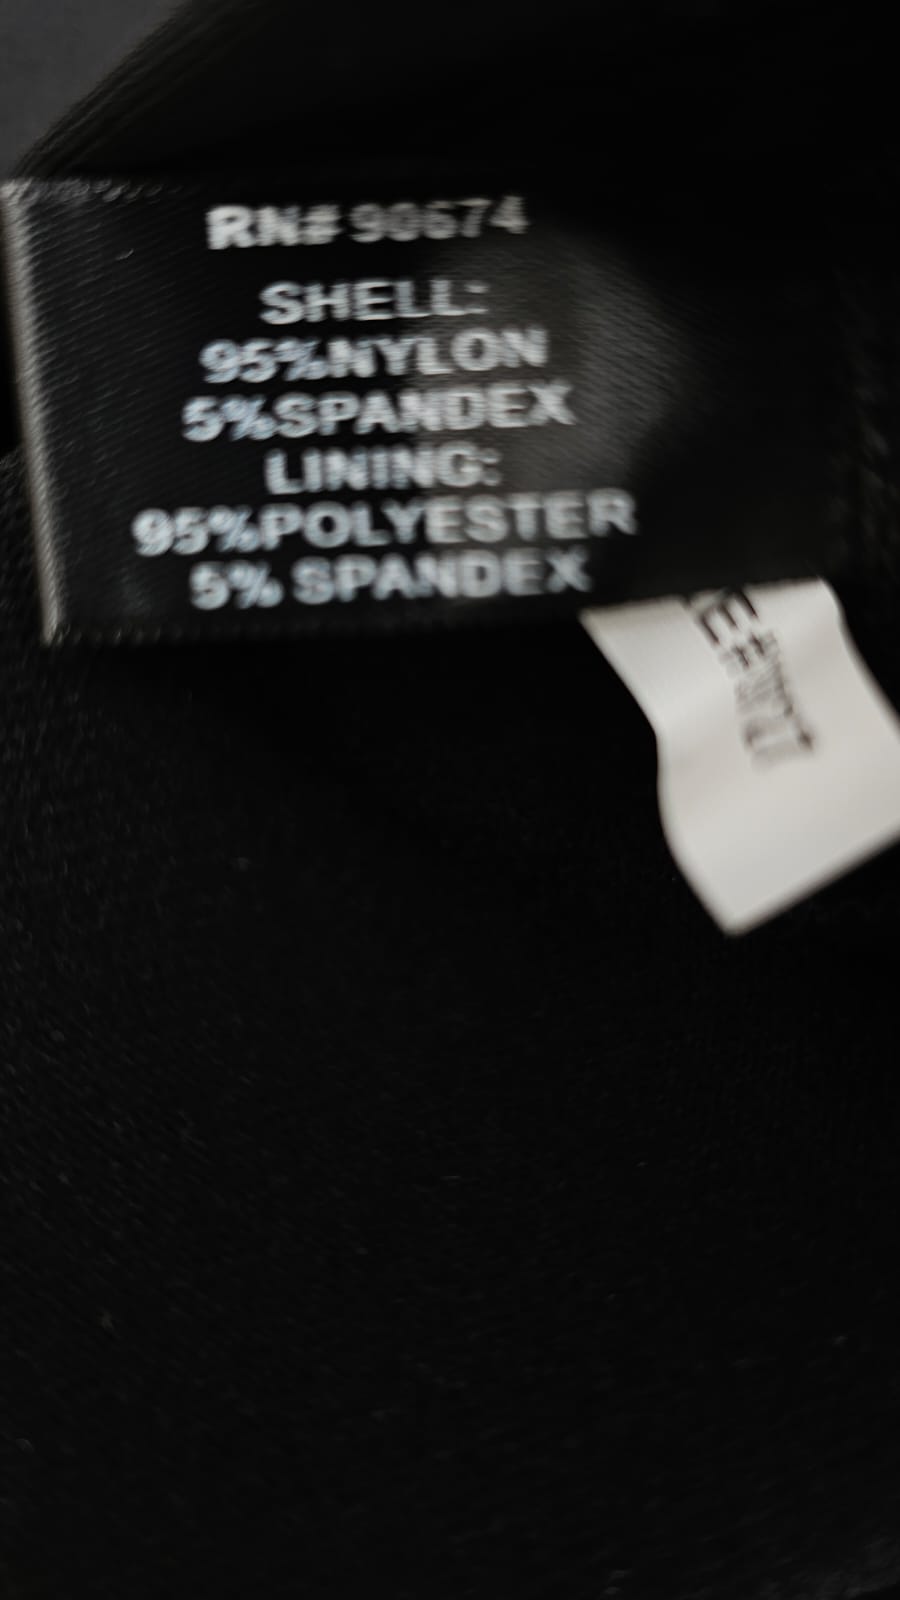 RN# 90674
SHELL:
95%NYLON
5%SPANDEX
LINING:
95%POLYESTER
5% SPANDEX